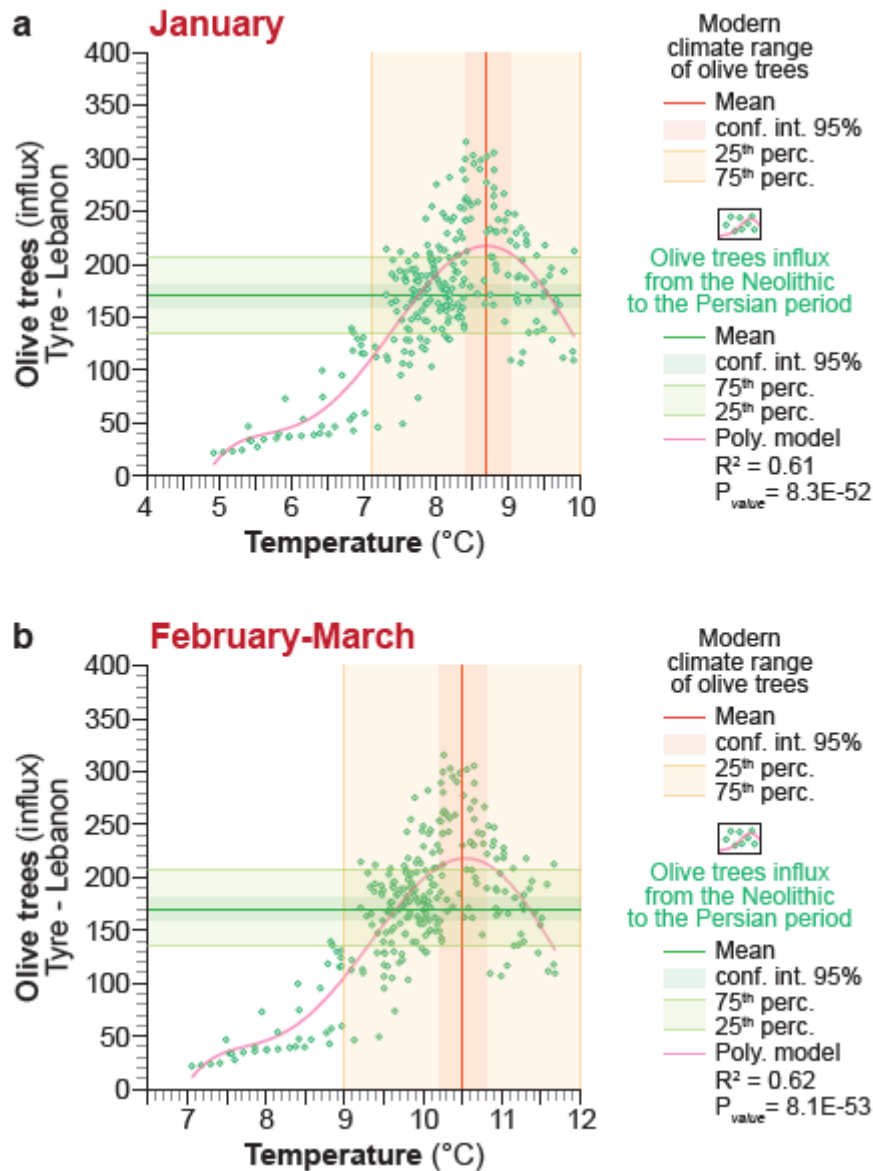 a January
400
350
300
250
200
150
100
50
0
Olive trees (influx)
Tyre - Lebanon
4 5 6 7 8 9 10
Temperature (°C)
Modern
climate range
of olive trees
Mean
conf. int. 95%
25th perc.
75th perc.
Olive trees influx
from the Neolithic
to the Persian period
Mean
conf. int. 95%
75th perc.
25th perc.
Poly. model
R² = 0.61
Pvalue= 8.3E-52
b February-March
400
350
300
250
200
150
100
50
0
Olive trees (influx)
Tyre - Lebanon
7 8 9 10 11 12
Temperature (°C)
Modern
climate range
of olive trees
Mean
conf. int. 95%
25th perc.
75th perc.
Olive trees influx
from the Neolithic
to the Persian period
Mean
conf. int. 95%
75th perc.
25th perc.
Poly. model
R² = 0.62
Pvalue= 8.1E-53